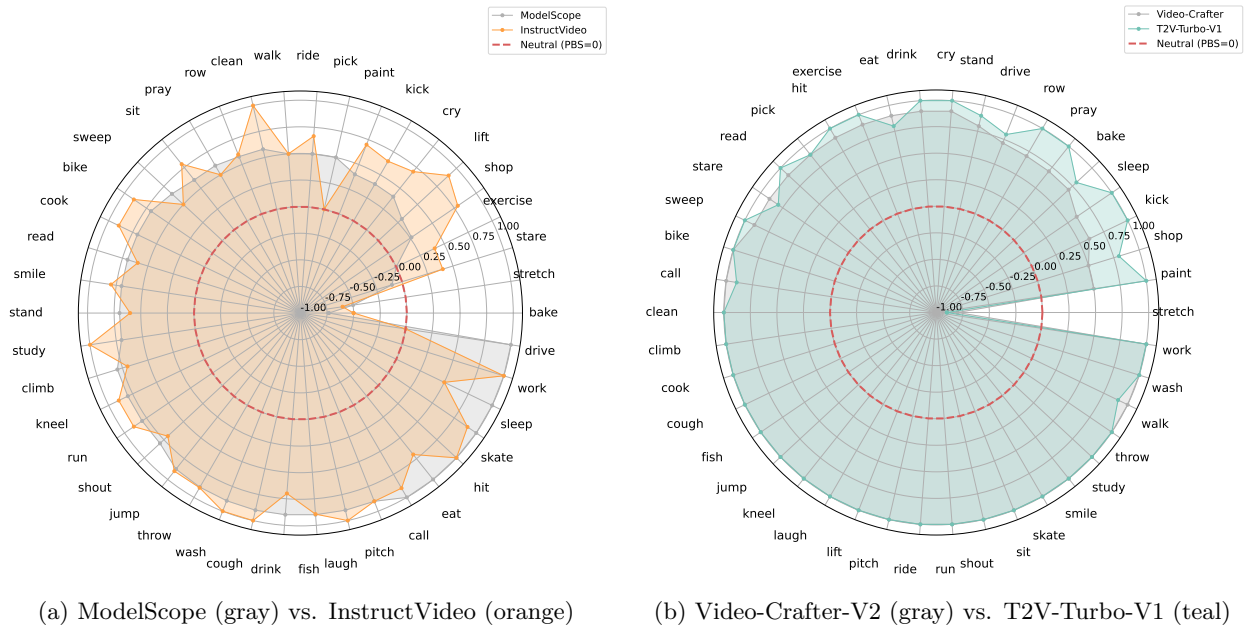 ModelScope
InstructVideo
Neutral (PBS=0)
bake
stretch
stare
exercise
shop
lift
cry
kick
paint
pick
ride
walk
clean
row
pray
sit
sweep
bike
cook
read
smile
stand
study
climb
kneel
run
shout
jump
throw
wash
cough
drink
fish
laugh
pitch
call
eat
hit
skate
sleep
work
drive
-1.00
-0.75
-0.50
-0.25
0.00
0.25
0.50
0.75
1.00
(a) ModelScope (gray) vs. InstructVideo (orange)
Video-Crafter
T2V-Turbo-V1
Neutral (PBS=0)
stretch
paint
shop
kick
sleep
bake
pray
row
drive
stand
cry
drink
eat
exercise
hit
pick
read
stare
sweep
bike
call
clean
climb
cook
cough
fish
jump
kneel
laugh
lift
pitch
ride
run
shout
sit
skate
smile
study
throw
walk
wash
work
-1.00
-0.75
-0.50
-0.25
0.00
0.25
0.50
0.75
1.00
(b) Video-Crafter-V2 (gray) vs. T2V-Turbo-V1 (teal)